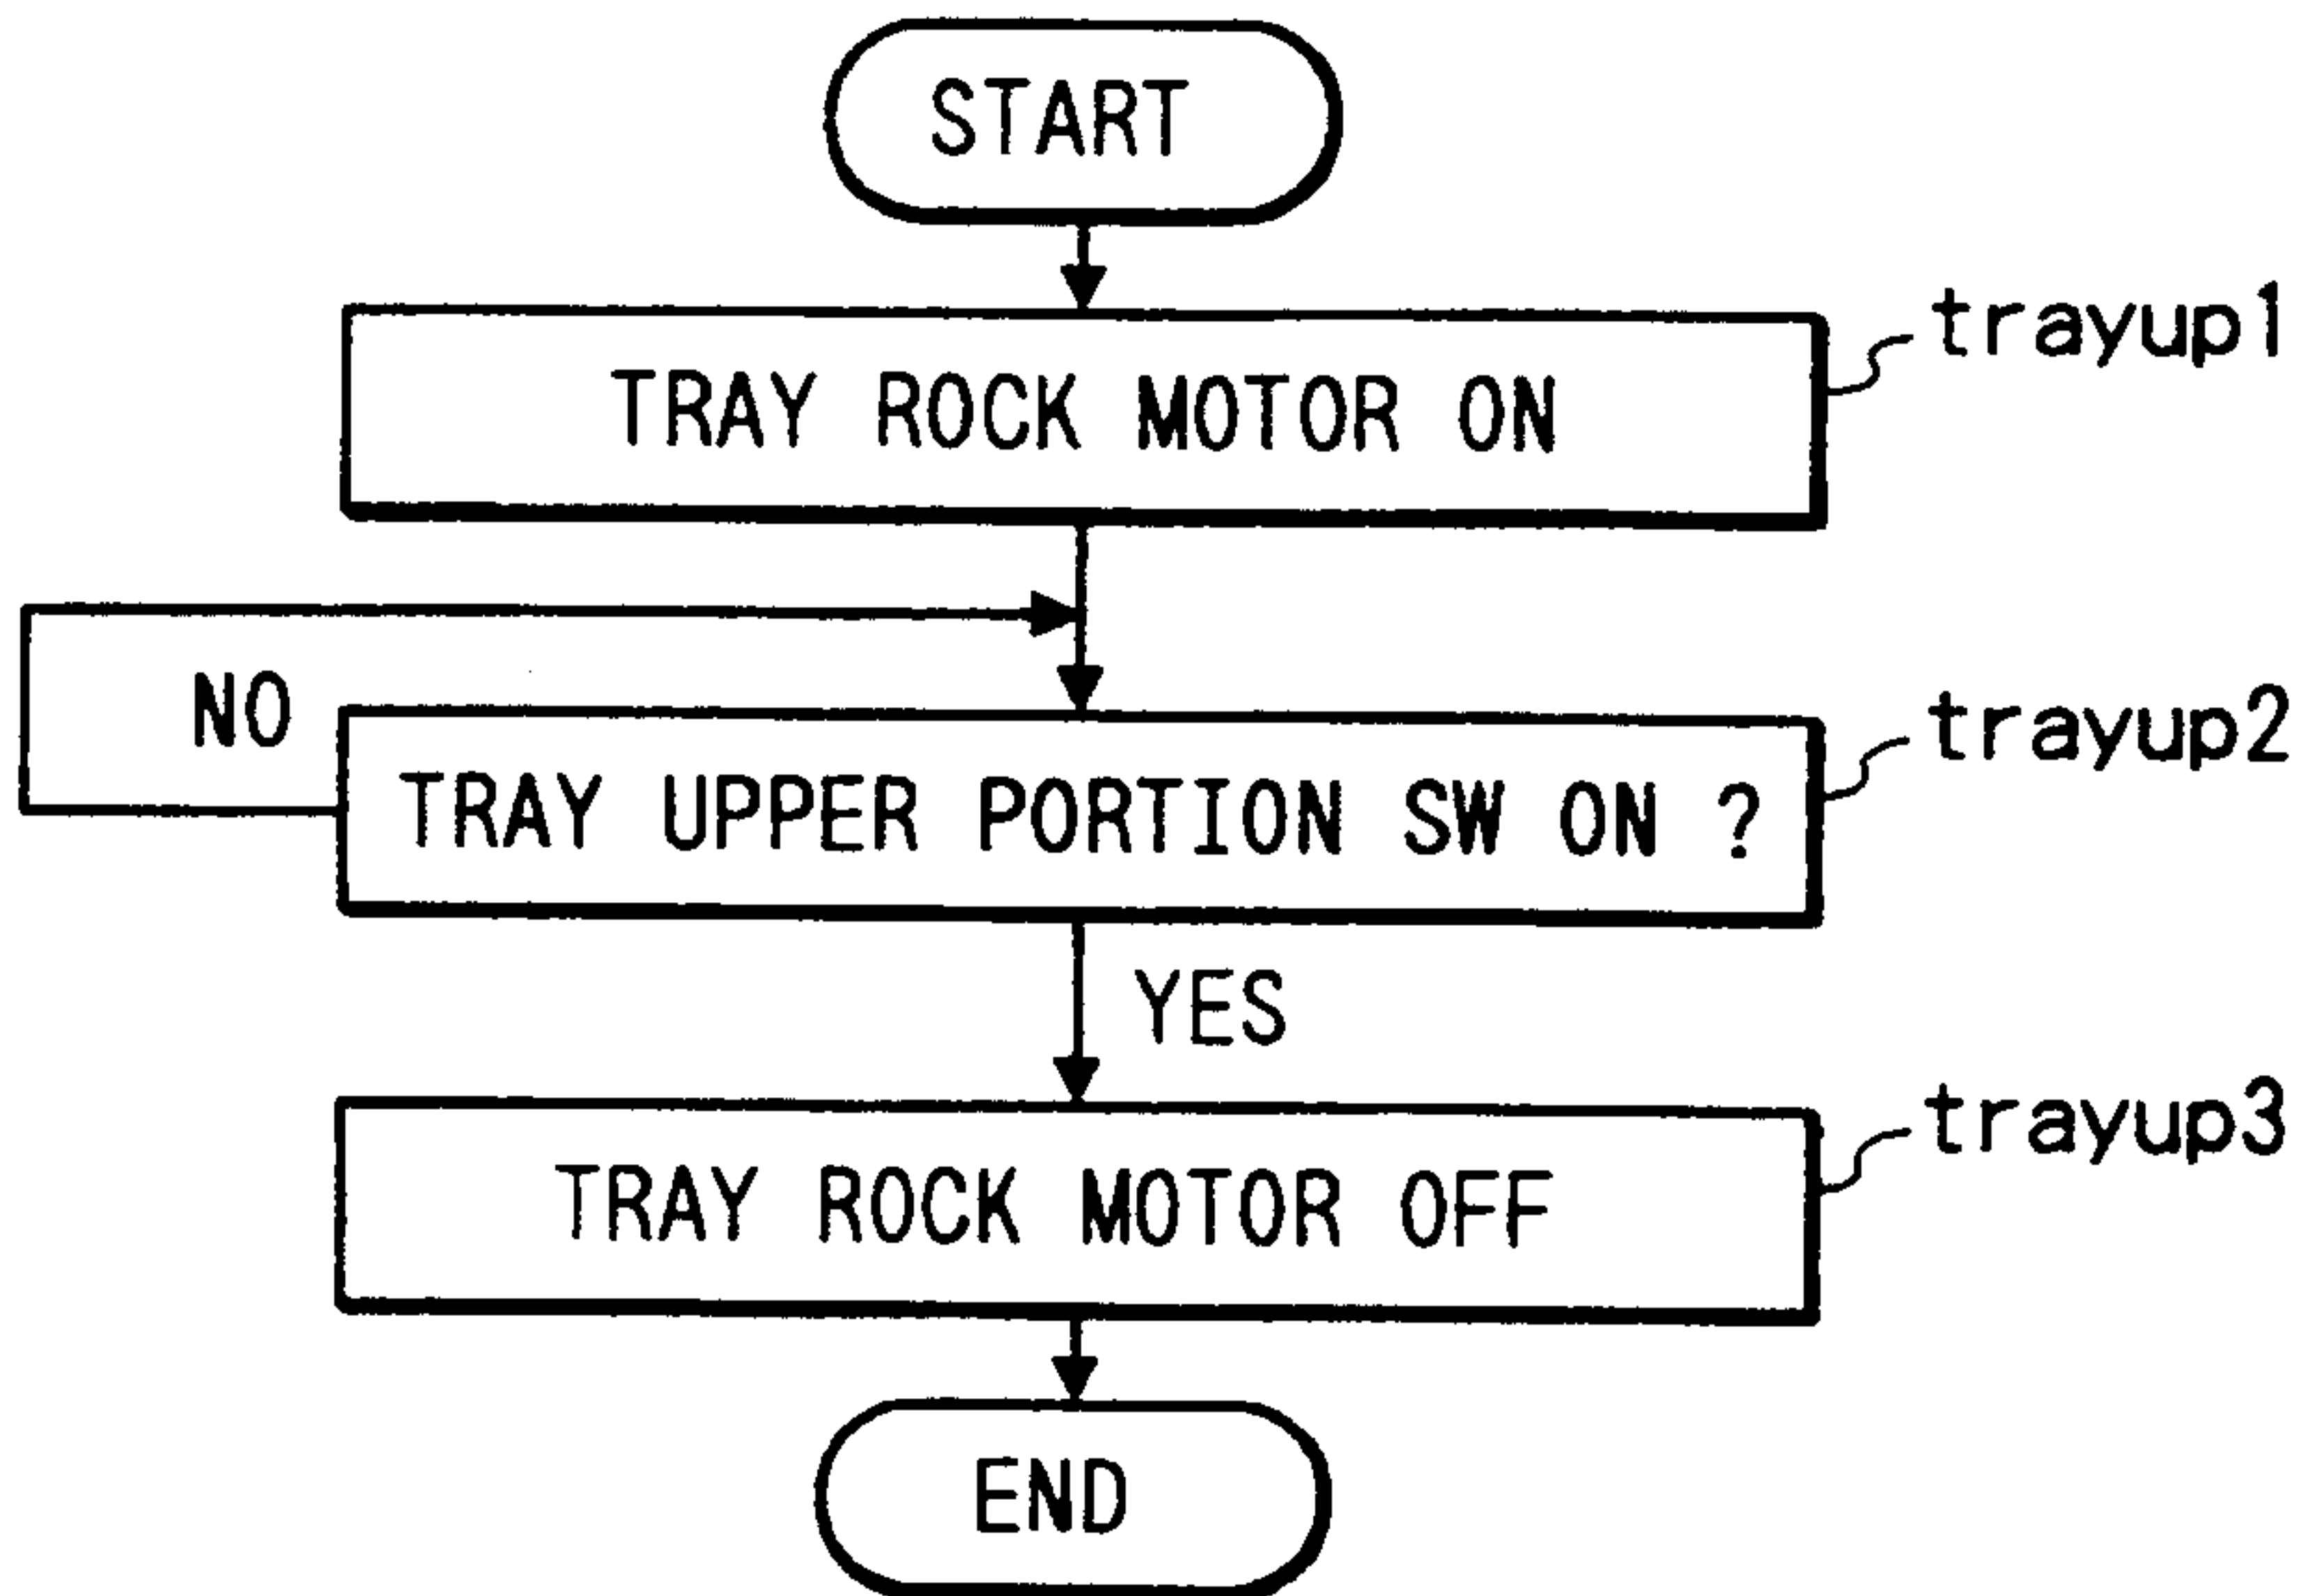 START
TRAY ROCK MOTOR ON
trayup1
NO
TRAY UPPER PORTION SW ON ?
trayup2
YES
TRAY ROCK MOTOR OFF
trayup3
END